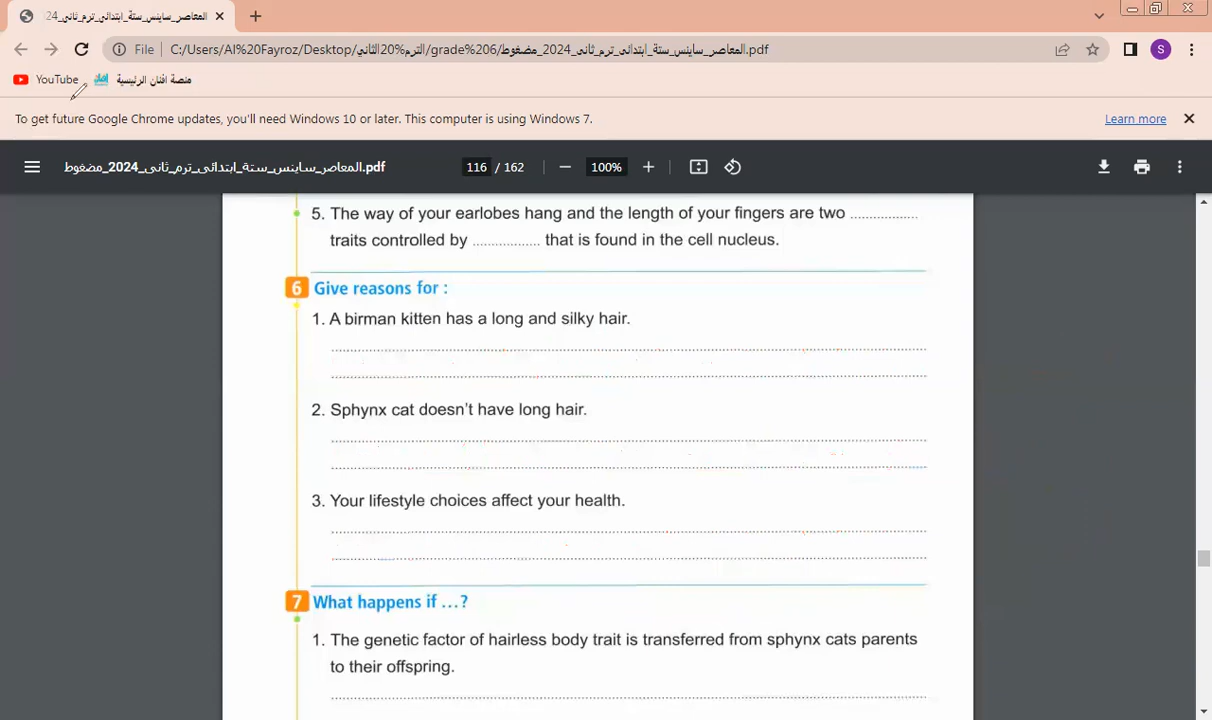 المعاصر_ساينس_ستة_ابتدائي_ترم_ثاني_24
File C:/Users/Al%20Fayroz/Desktop/الترم%20الثاني/grade%206/المعاصر_ساينس_ستة_ابتدائي_ترم_ثاني_2024_مضغوط.pdf
S
YouTube منصة افنان الرئيسية
To get future Google Chrome updates, you'll need Windows 10 or later. This computer is using Windows 7. Learn more
المعاصر_ساينس_ستة_ابتدائي_ترم_ثاني_2024_مضغوط.pdf 116 / 162 100%
5. The way of your earlobes hang and the length of your fingers are two ..................
traits controlled by .................. that is found in the cell nucleus.
6 Give reasons for :
1. A birman kitten has a long and silky hair.
2. Sphynx cat doesn't have long hair.
3. Your lifestyle choices affect your health.
7 What happens if ...?
1. The genetic factor of hairless body trait is transferred from sphynx cats parents
to their offspring.